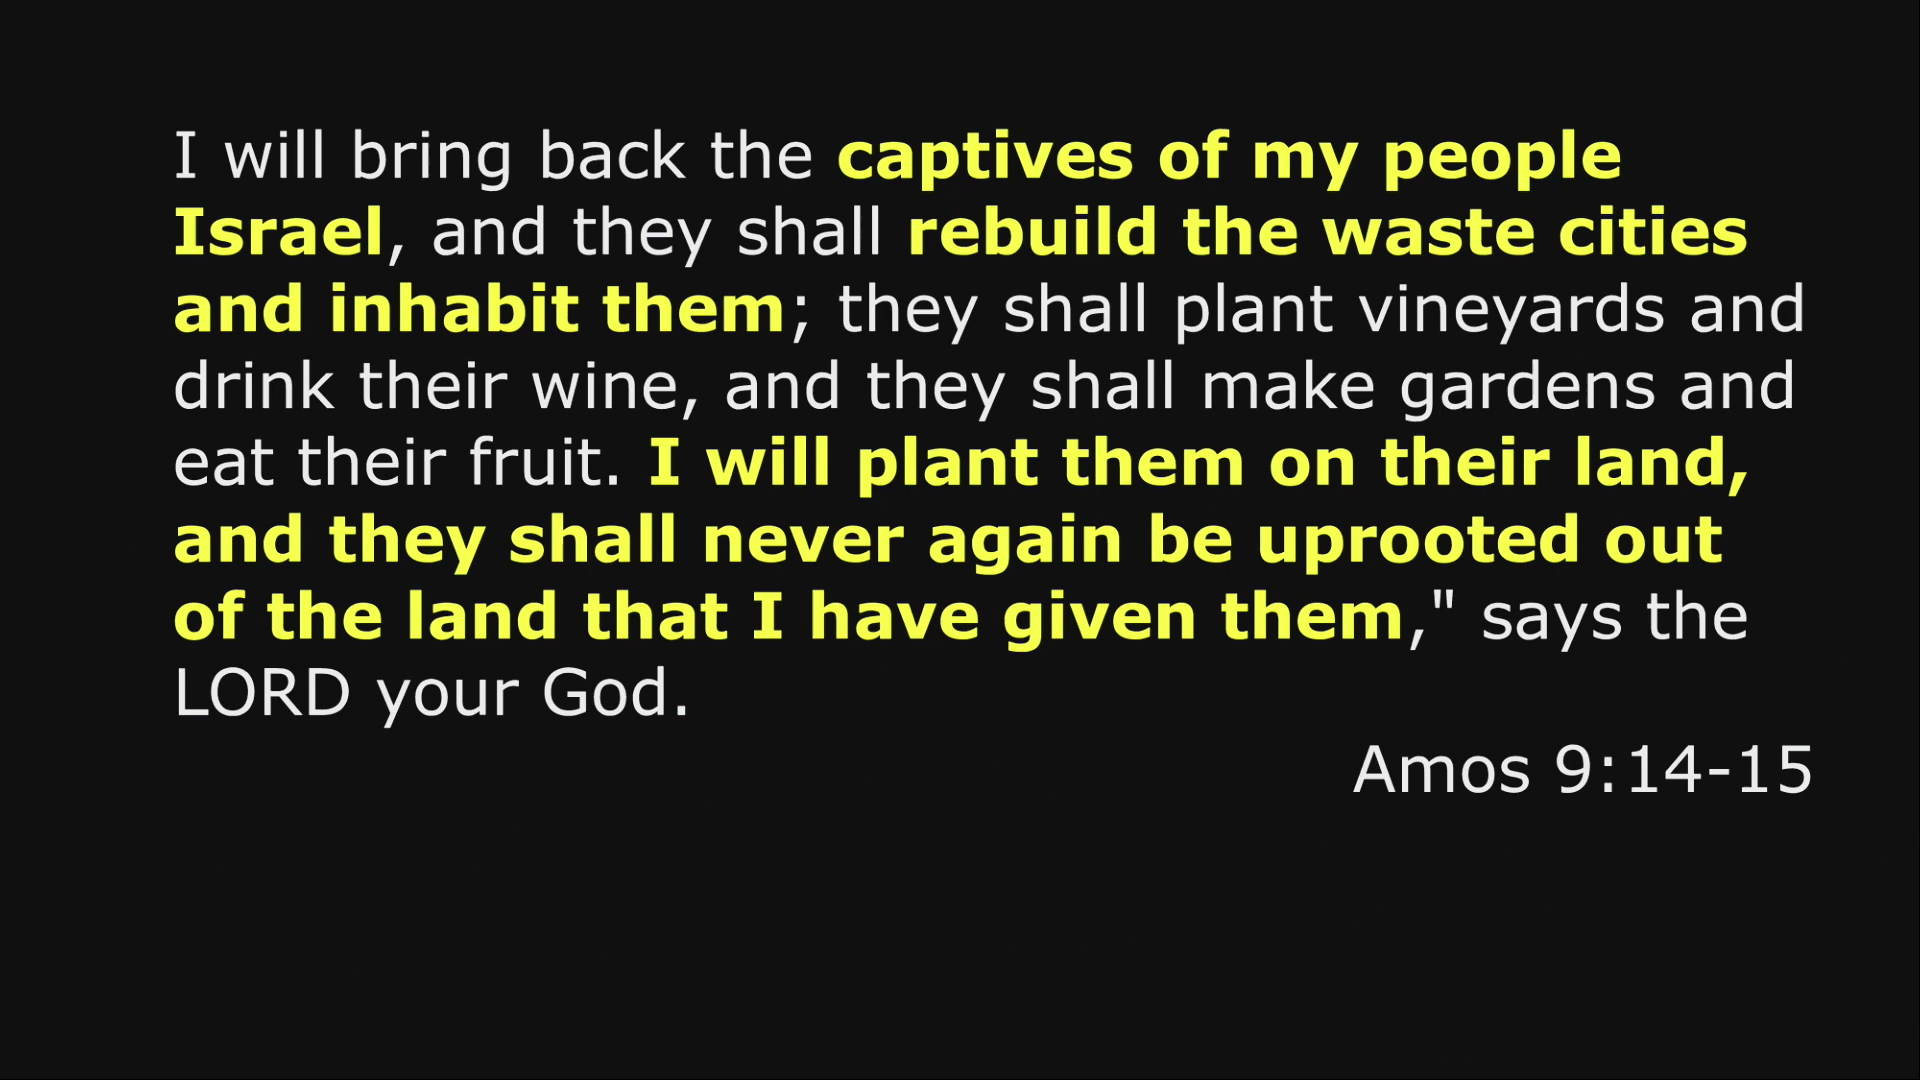 I will bring back the captives of my people
Israel, and they shall rebuild the waste cities
and inhabit them; they shall plant vineyards and
drink their wine, and they shall make gardens and
eat their fruit. I will plant them on their land,
and they shall never again be uprooted out
of the land that I have given them," says the
LORD your God.
Amos 9:14-15